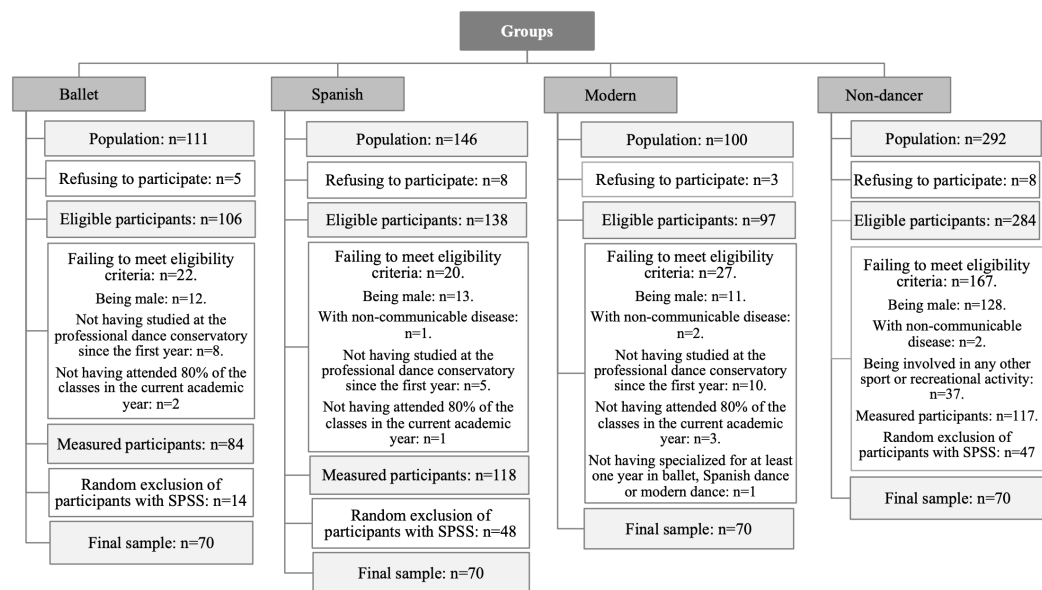 Groups
Ballet
Population: n=111
Refusing to participate: n=5
Eligible participants: n=106
Failing to meet eligibility
criteria: n=22.
Being male: n=12.
Not having studied at the
professional dance conservatory
since the first year: n=8.
Not having attended 80% of the
classes in the current academic
year: n=2
Measured participants: n=84
Random exclusion of
participants with SPSS: n=14
Final sample: n=70
Spanish
Population: n=146
Refusing to participate: n=8
Eligible participants: n=138
Failing to meet eligibility
criteria: n=20.
Being male: n=13.
With non-communicable disease:
n=1.
Not having studied at the
professional dance conservatory
since the first year: n=5.
Not having attended 80% of the
classes in the current academic
year: n=1
Measured participants: n=118
Random exclusion of
participants with SPSS: n=48
Final sample: n=70
Modern
Population: n=100
Refusing to participate: n=3
Eligible participants: n=97
Failing to meet eligibility
criteria: n=27.
Being male: n=11.
With non-communicable disease:
n=2.
Not having studied at the
professional dance conservatory
since the first year: n=10.
Not having attended 80% of the
classes in the current academic
year: n=3.
Not having specialized for at least
one year in ballet, Spanish dance
or modern dance: n=1
Final sample: n=70
Non-dancer
Population: n=292
Refusing to participate: n=8
Eligible participants: n=284
Failing to meet eligibility
criteria: n=167.
Being male: n=128.
With non-communicable
disease: n=2.
Being involved in any other
sport or recreational activity:
n=37.
Measured participants: n=117.
Random exclusion of
participants with SPSS: n=47
Final sample: n=70